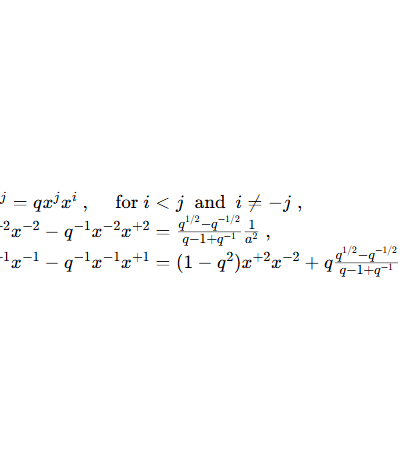 ^j = qx^jx^i , for i < j and i ≠ −j ,
^{+2}x^{−2} − q^{−1}x^{−2}x^{+2} = \frac{q^{1/2}−q^{−1/2}}{q−1+q^{−1}} \frac{1}{a^2} ,
^{+1}x^{−1} − q^{−1}x^{−1}x^{+1} = (1 − q^2)x^{+2}x^{−2} + q\frac{q^{1/2}−q^{−1/2}}{q−1+q^{−1}}